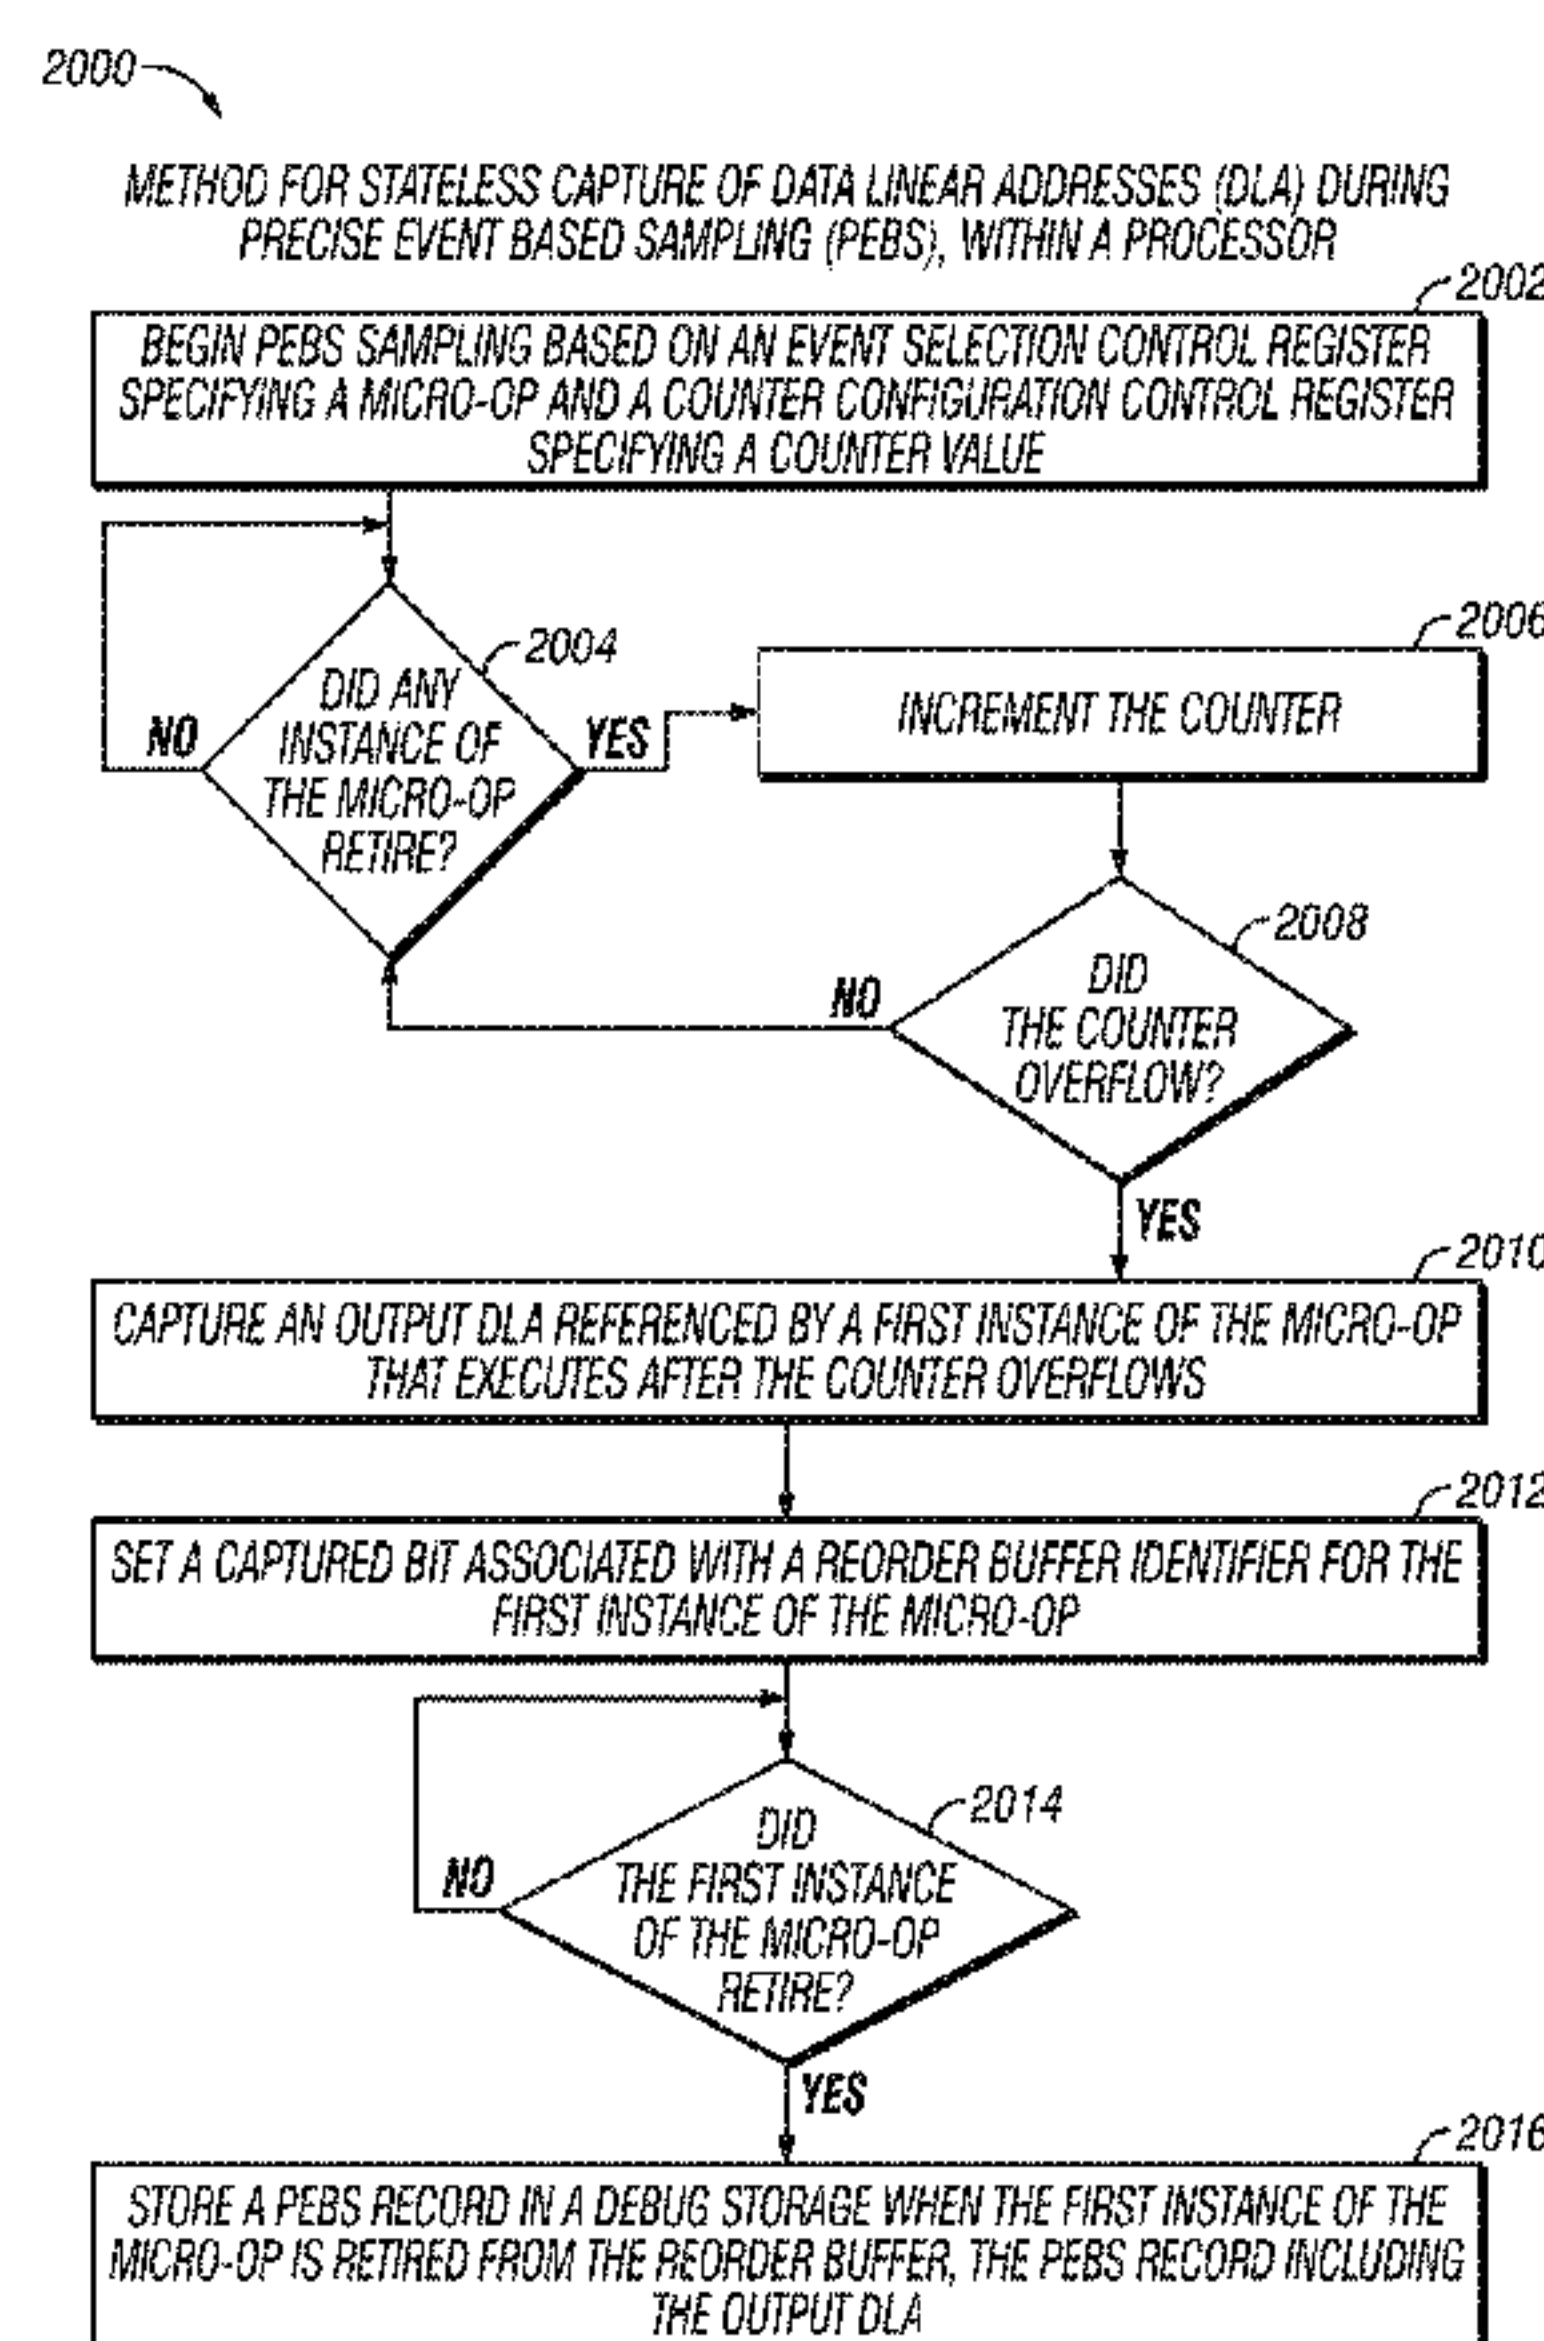 2000
METHOD FOR STATELESS CAPTURE OF DATA LINEAR ADDRESSES (DLA) DURING
PRECISE EVENT BASED SAMPLING (PEBS), WITHIN A PROCESSOR
2002
BEGIN PEBS SAMPLING BASED ON AN EVENT SELECTION CONTROL REGISTER
SPECIFYING A MICRO-OP AND A COUNTER CONFIGURATION CONTROL REGISTER
SPECIFYING A COUNTER VALUE
2004
DID ANY
INSTANCE OF
THE MICRO-OP
RETIRE?
NO
YES
2006
INCREMENT THE COUNTER
2008
DID
THE COUNTER
OVERFLOW?
NO
YES
2010
CAPTURE AN OUTPUT DLA REFERENCED BY A FIRST INSTANCE OF THE MICRO-OP
THAT EXECUTES AFTER THE COUNTER OVERFLOWS
2012
SET A CAPTURED BIT ASSOCIATED WITH A REORDER BUFFER IDENTIFIER FOR THE
FIRST INSTANCE OF THE MICRO-OP
2014
DID
THE FIRST INSTANCE
OF THE MICRO-OP
RETIRE?
NO
YES
2016
STORE A PEBS RECORD IN A DEBUG STORAGE WHEN THE FIRST INSTANCE OF THE
MICRO-OP IS RETIRED FROM THE REORDER BUFFER, THE PEBS RECORD INCLUDING
THE OUTPUT DLA